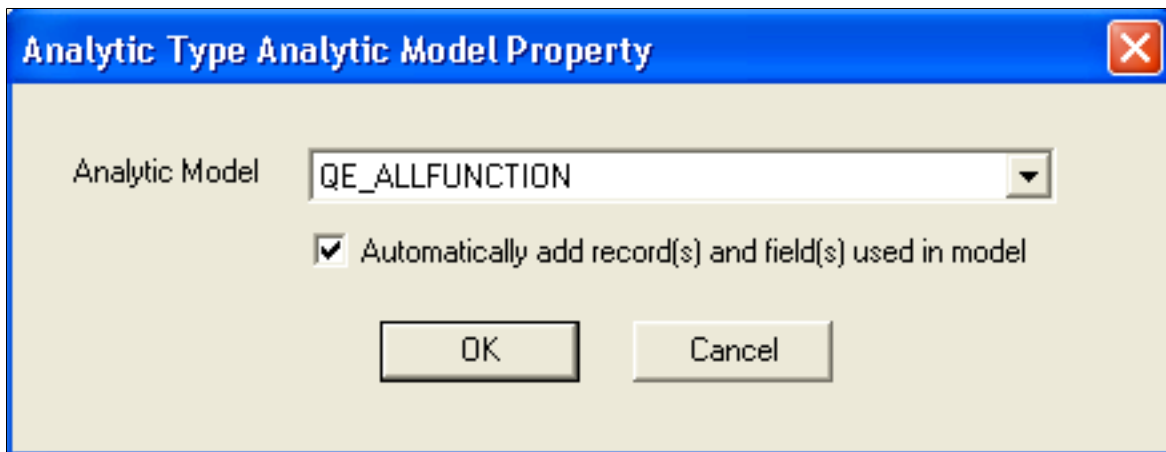 Analytic Type Analytic Model Property
Analytic Model QE_ALLFUNCTION
Automatically add record(s) and field(s) used in model
OK Cancel